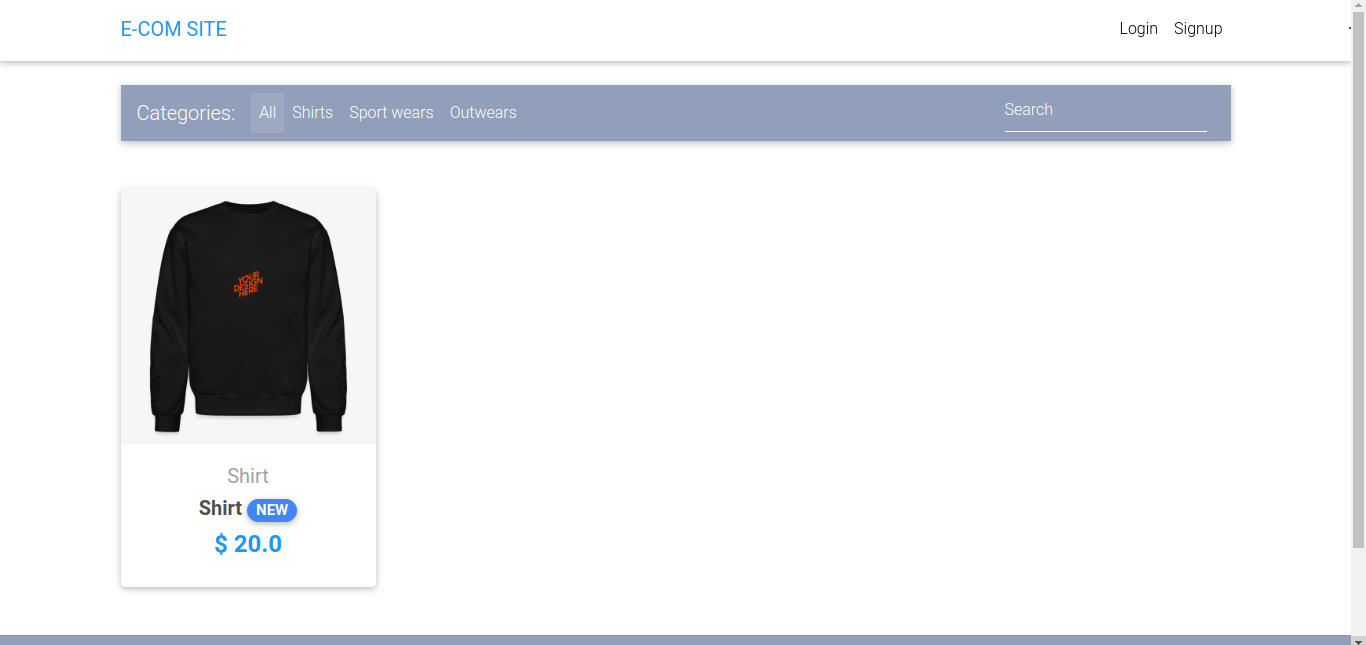 E-COM SITE Login Signup
Categories: All Shirts Sport wears Outwears Search
YOUR
DESIGN
HERE
Shirt
Shirt NEW
$ 20.0